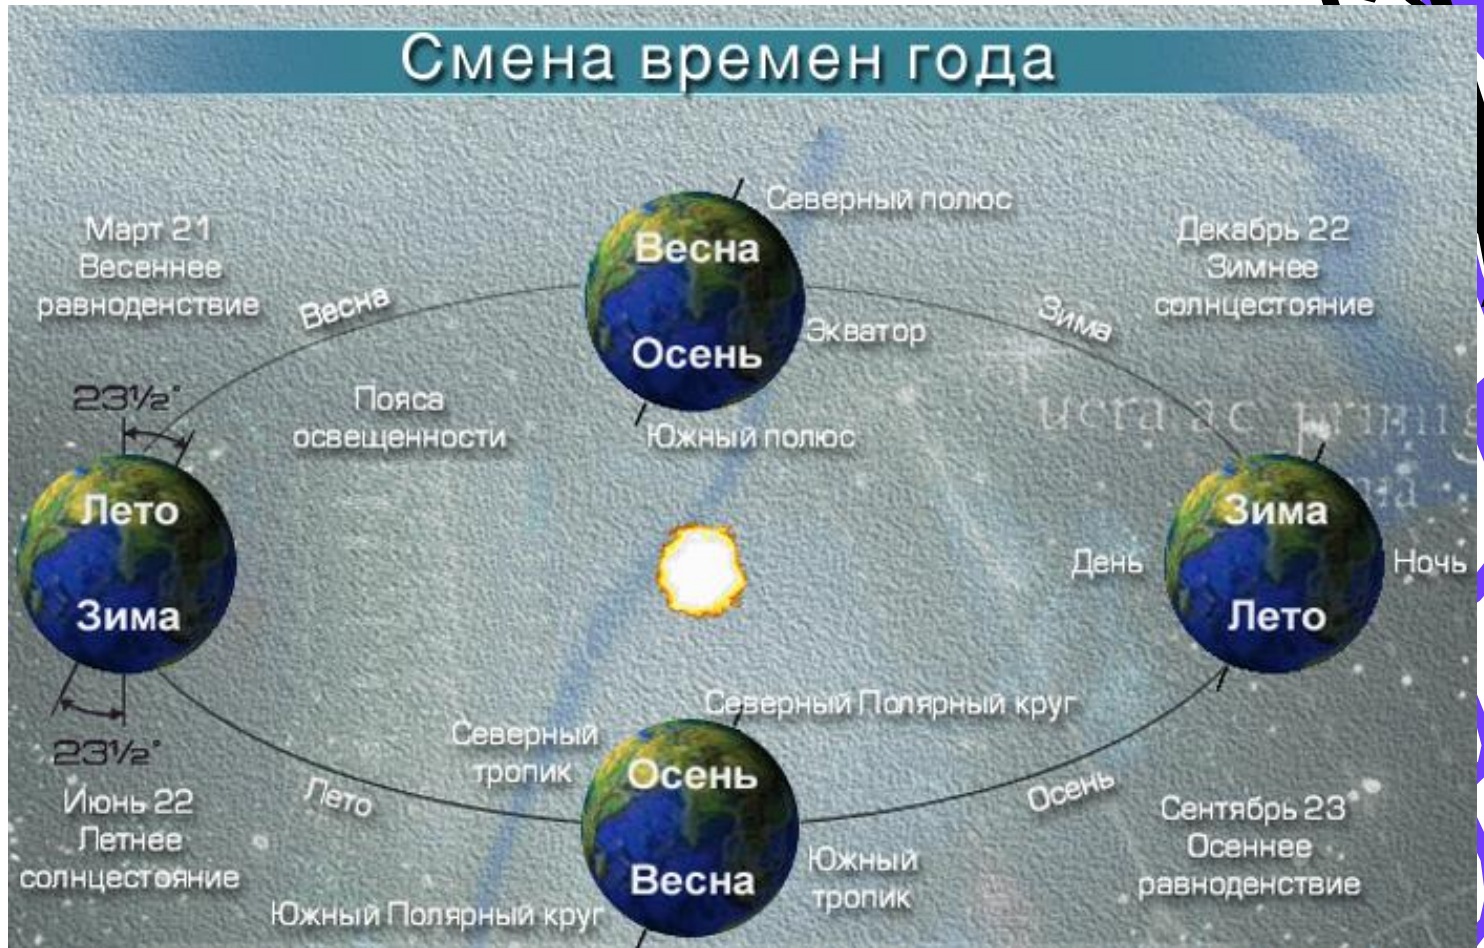 Смена времен года
Март 21
Весеннее
равноденствие
Весна
Весна
Осень
Северный полюс
Экватор
Южный полюс
Зима
Декабрь 22
Зимнее
солнцестояние
23½°
Пояса
освещенности
Лето
Зима
23½°
День
Зима
Лето
Ночь
Июнь 22
Летнее
солнцестояние
Лето
Северный
тропик
Северный Полярный круг
Осень
Весна
Южный Полярный круг
Южный
тропик
Осень
Сентябрь 23
Осеннее
равноденствие